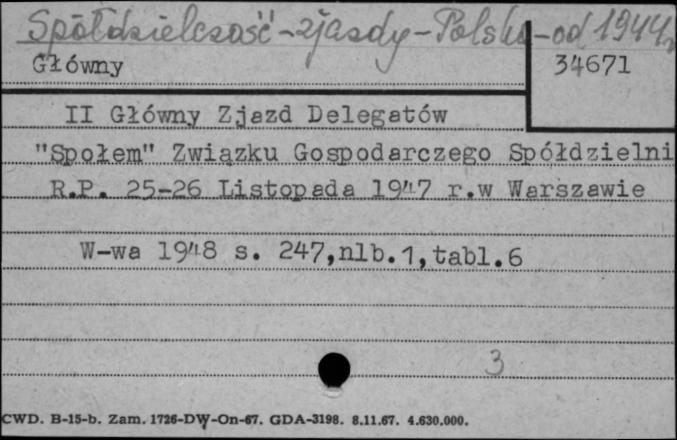 Spółdzielczość - zjazdy - Polska - od 1944 r.
Główny
34671
II Główny Zjazd Delegatów
"Społem" Związku Gospodarczego Spółdzielni
R.P. 25-26 Listopada 1947 r.w Warszawie
W-wa 1948 s. 247,nlb.1,tabl.6
3
CWD. B-15-b. Zam. 1726-DW-On-67. GDA-3198. 8.11.67. 4.630.000.